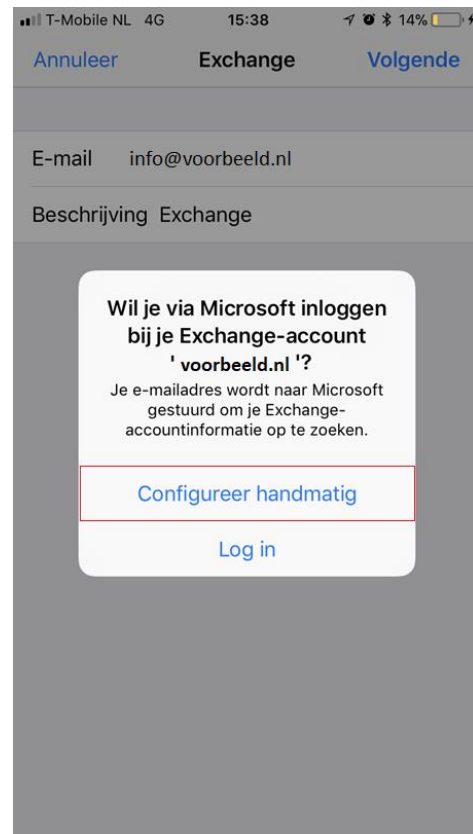 T-Mobile NL 4G 15:38 14%
Annuleer Exchange Volgende
E-mail info@voorbeeld.nl
Beschrijving Exchange
Wil je via Microsoft inloggen
bij je Exchange-account
' voorbeeld.nl '?
Je e-mailadres wordt naar Microsoft
gestuurd om je Exchange-
accountinformatie op te zoeken.
Configureer handmatig
Log in